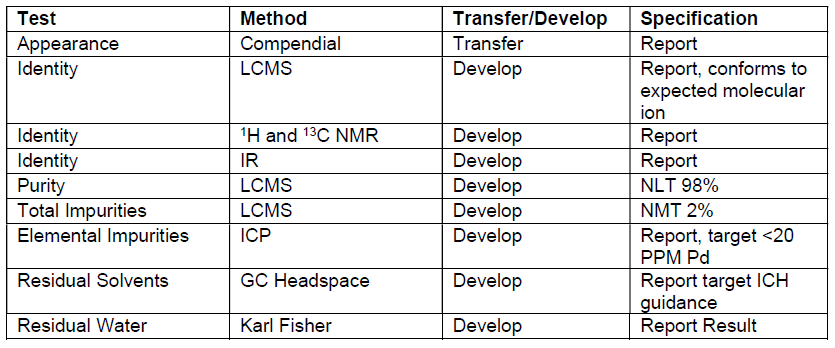 Test Method Transfer/Develop Specification
Appearance Compendial Transfer Report
Identity LCMS Develop Report, conforms to
expected molecular
ion
Identity ¹H and ¹³C NMR Develop Report
Identity IR Develop Report
Purity LCMS Develop NLT 98%
Total Impurities LCMS Develop NMT 2%
Elemental Impurities ICP Develop Report, target <20
PPM Pd
Residual Solvents GC Headspace Develop Report target ICH
guidance
Residual Water Karl Fisher Develop Report Result